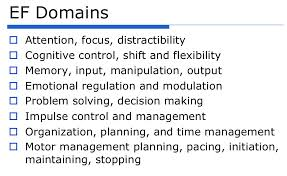 EF Domains
Attention, focus, distractibility
Cognitive control, shift and flexibility
Memory, input, manipulation, output
Emotional regulation and modulation
Problem solving, decision making
Impulse control and management
Organization, planning, and time management
Motor management planning, pacing, initiation,
maintaining, stopping